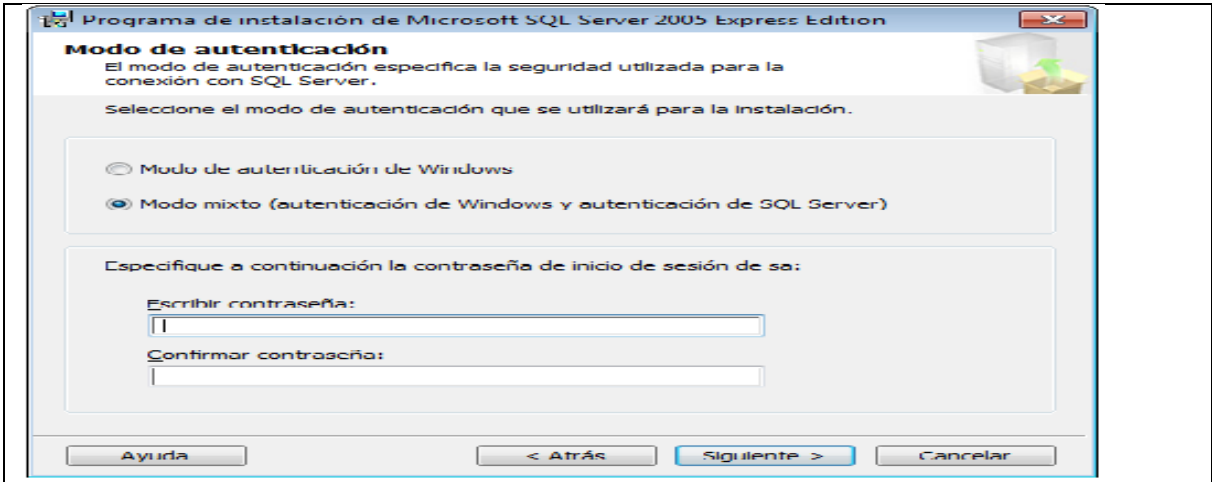 Programa de instalación de Microsoft SQL Server 2005 Express Edition
Modo de autenticación
El modo de autenticación especifica la seguridad utilizada para la
conexión con SQL Server.
Seleccione el modo de autenticación que se utilizará para la instalación.
Modo de autenticación de Windows
Modo mixto (autenticación de Windows y autenticación de SQL Server)
Especifique a continuación la contraseña de inicio de sesión de sa:
Escribir contraseña:
Confirmar contraseña:
Ayuda
< Atrás
Siguiente >
Cancelar